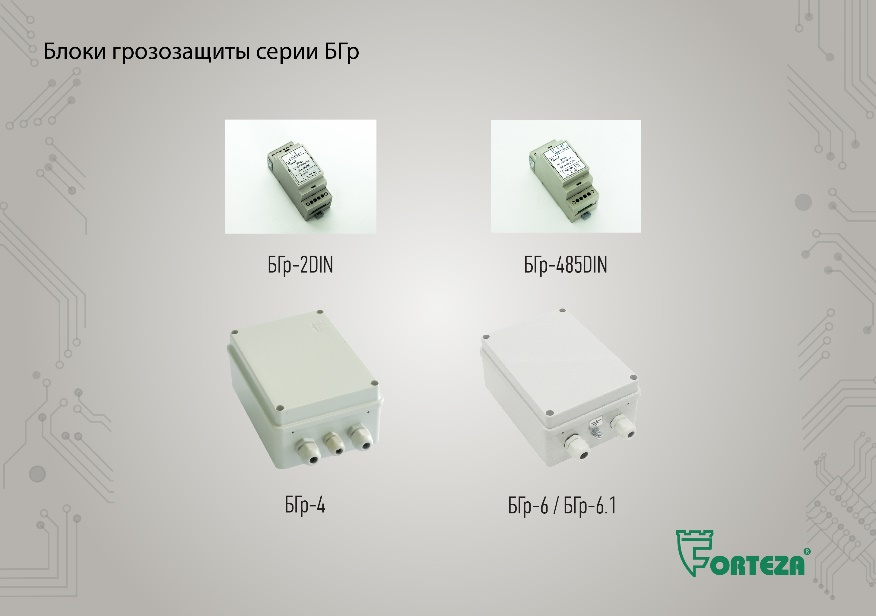 Блоки грозозащиты серии БГр
БГр-2DIN
БГр-485DIN
БГр-4
БГр-6 / БГр-6.1
FORTEZA®